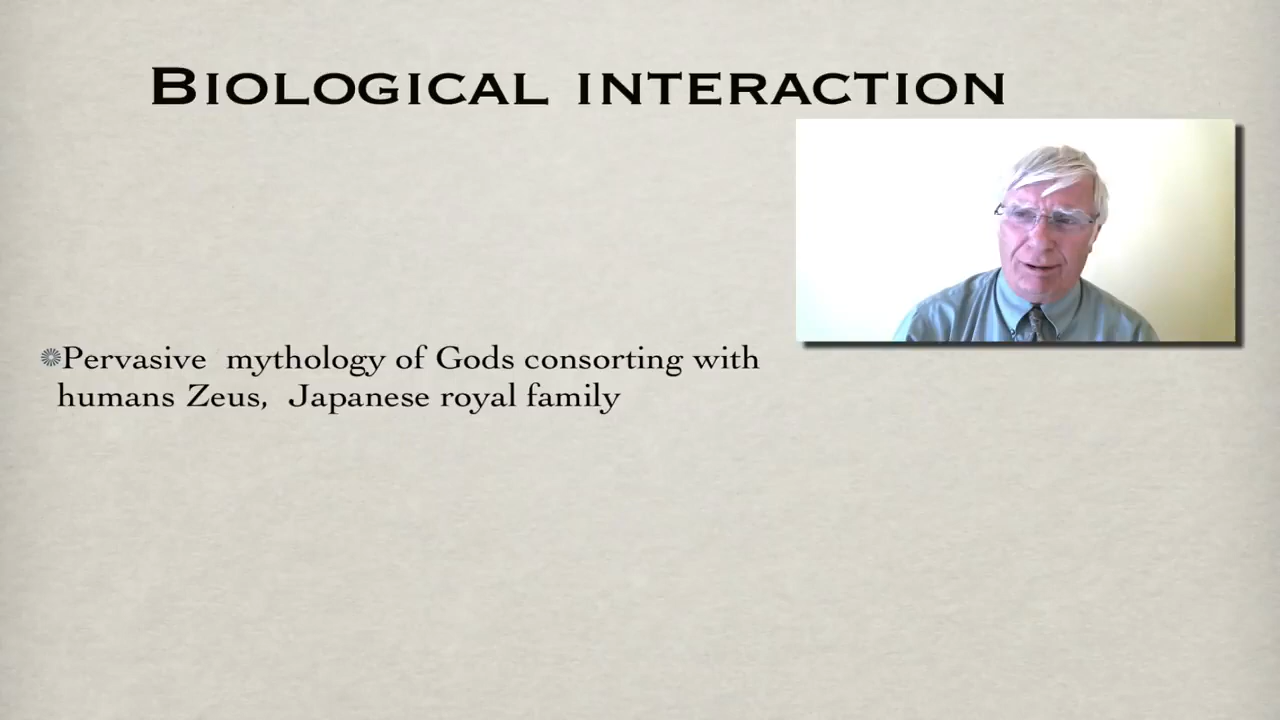 BIOLOGICAL INTERACTION
Pervasive mythology of Gods consorting with
humans Zeus, Japanese royal family